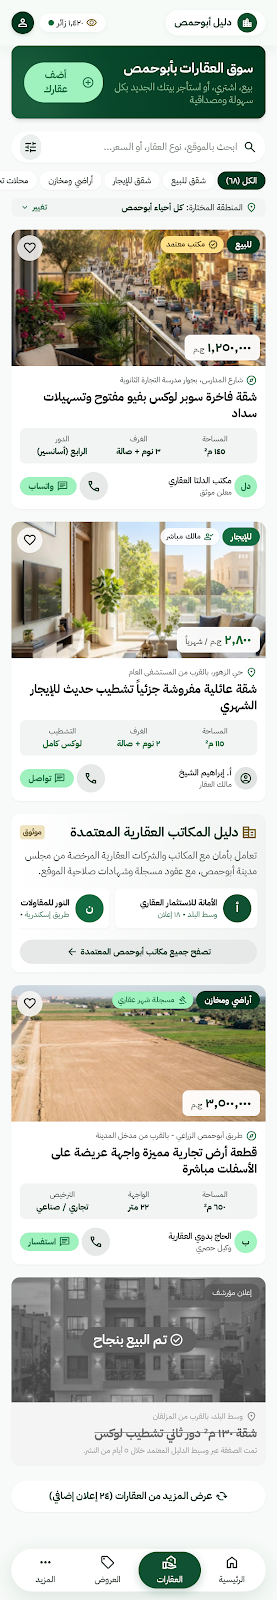 دليل أبوحمص
١,٤٢٠ زائر
سوق العقارات بأبوحمص
بيع، اشتري، أو استأجر بيتك الجديد بكل
سهولة ومصداقية
أضف
عقارك
ابحث بالموقع، نوع العقار، أو السعر...
الكل (٦٨)
شقق للبيع
شقق للإيجار
أراضي ومخازن
محلات تج
المنطقة المختارة: كل أحياء أبوحمص
تغيير
للبيع
مكتب معتمد
١,٢٥٠,٠٠٠ ج.م
شارع المدارس، بجوار مدرسة التجارة الثانوية
شقة فاخرة سوبر لوكس بفيو مفتوح وتسهيلات
سداد
المساحة
الغرف
الدور
١٤٥ م²
٣ نوم + صالة
الرابع (أسانسير)
دل
مكتب الدلتا العقاري
معلن موثق
واتساب
للإيجار
مالك مباشر
٢,٨٠٠ ج.م / شهرياً
حي الزهور، بالقرب من المستشفى العام
شقة عائلية مفروشة جزئياً تشطيب حديث للإيجار
الشهري
المساحة
الغرف
التشطيب
١١٠ م²
٢ نوم + صالة
لوكس كامل
أ. إبراهيم الشيخ
مالك العقار
تواصل
دليل المكاتب العقارية المعتمدة
موثوق
تعامل بأمان مع المكاتب والشركات العقارية المرخصة من مجلس
مدينة أبوحمص، مع عقود مسجلة وشهادات صلاحية الموقع.
أ
الأمانة للاستثمار العقاري
وسط البلد • ١٨ إعلان
ن
النور للمقاولات
طريق إسكندرية •
تصفح جميع مكاتب أبوحمص المعتمدة
أراضي ومخازن
مسجلة شهر عقاري
٣,٥٠٠,٠٠٠ ج.م
طريق أبوحمص الزراعي - بالقرب من مدخل المدينة
قطعة أرض تجارية مميزة واجهة عريضة على
الأسفلت مباشرة
المساحة
الواجهة
الترخيص
٦٥٠ م²
٢٢ متر
تجاري / صناعي
ب
الحاج بدوي العقارية
وكيل حصري
استفسار
إعلان مؤرشف
تم البيع بنجاح
وسط البلد، بالقرب من المزلقان
شقة ١٣٠ م² دور ثاني تشطيب لوكس
تمت الصفقة عبر وسيط الدليل المعتمد خلال ٥ أيام من النشر.
عرض المزيد من العقارات (٢٤ إعلان إضافي)
الرئيسية
العقارات
العروض
المزيد